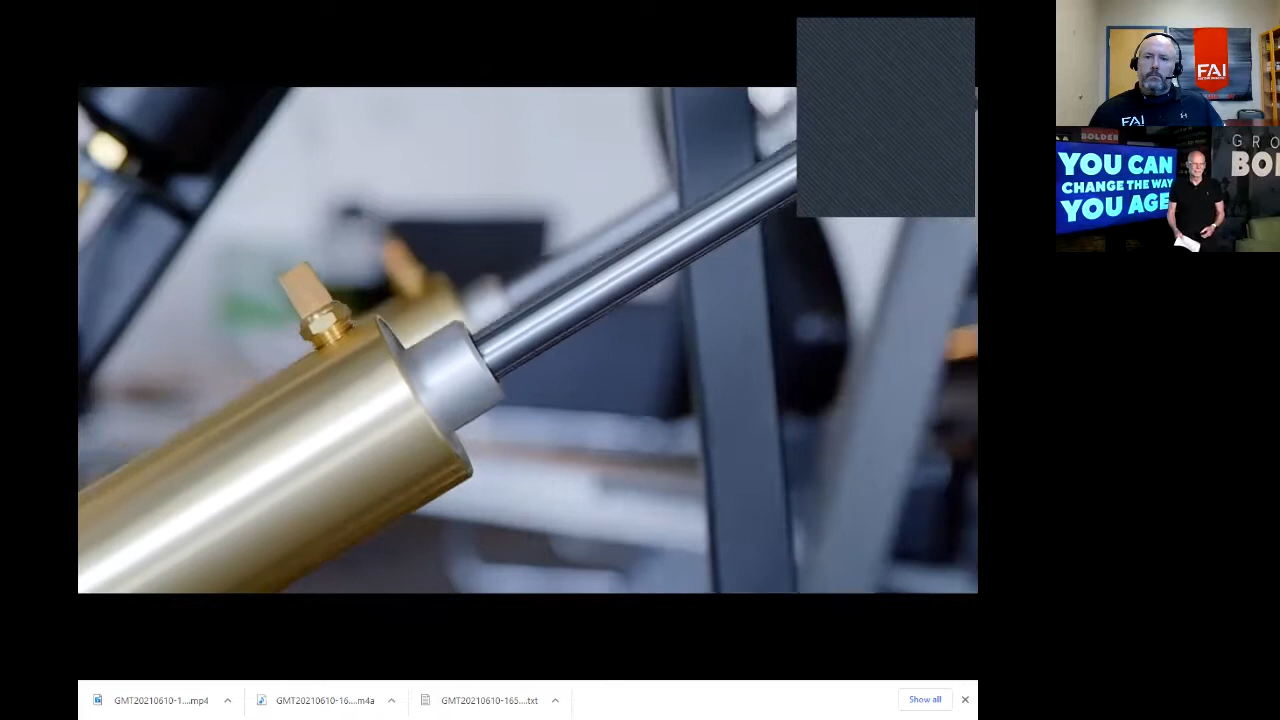 FAI
FAI
BOLDER
GRO
BOL
YOU CAN
CHANGE THE WAY
YOU AGE
GMT20210610-1....mp4
GMT20210610-16....m4a
GMT20210610-165....txt
Show all